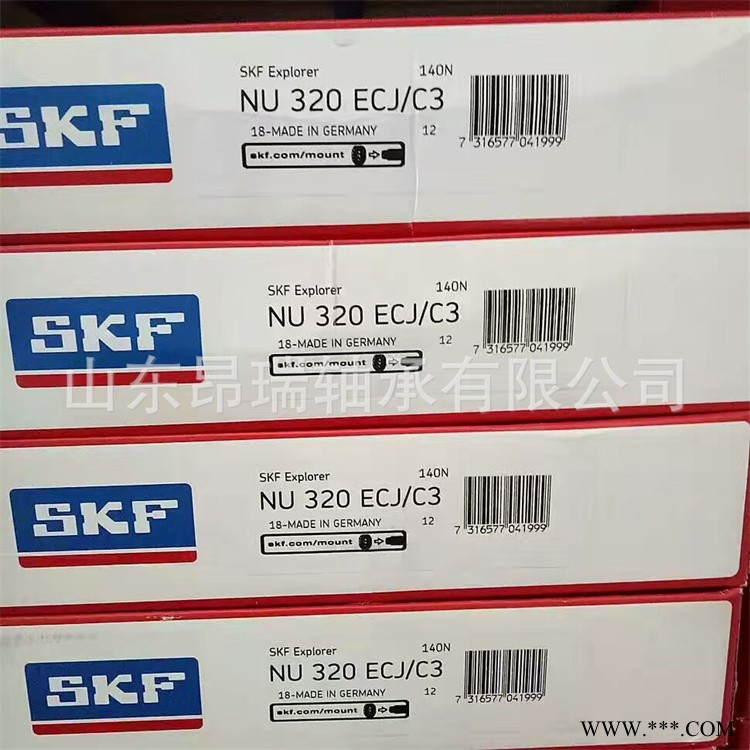 SKF
SKF Explorer 140N
NU 320 ECJ/C3
18-MADE IN GERMANY 12
skf.com/mount
7 316577 041999
SKF
SKF Explorer 140N
NU 320 ECJ/C3
18-MADE IN GERMANY 12
skf.com/mount
7 316577 041999
山东昂瑞轴承有限公司
SKF
SKF Explorer 140N
NU 320 ECJ/C3
18-MADE IN GERMANY 12
skf.com/mount
7 316577 041999
SKF
SKF Explorer 140N
NU 320 ECJ/C3
18-MADE IN GERMANY 12
skf.com/mount
7 316577 041999
WWW.***.COM